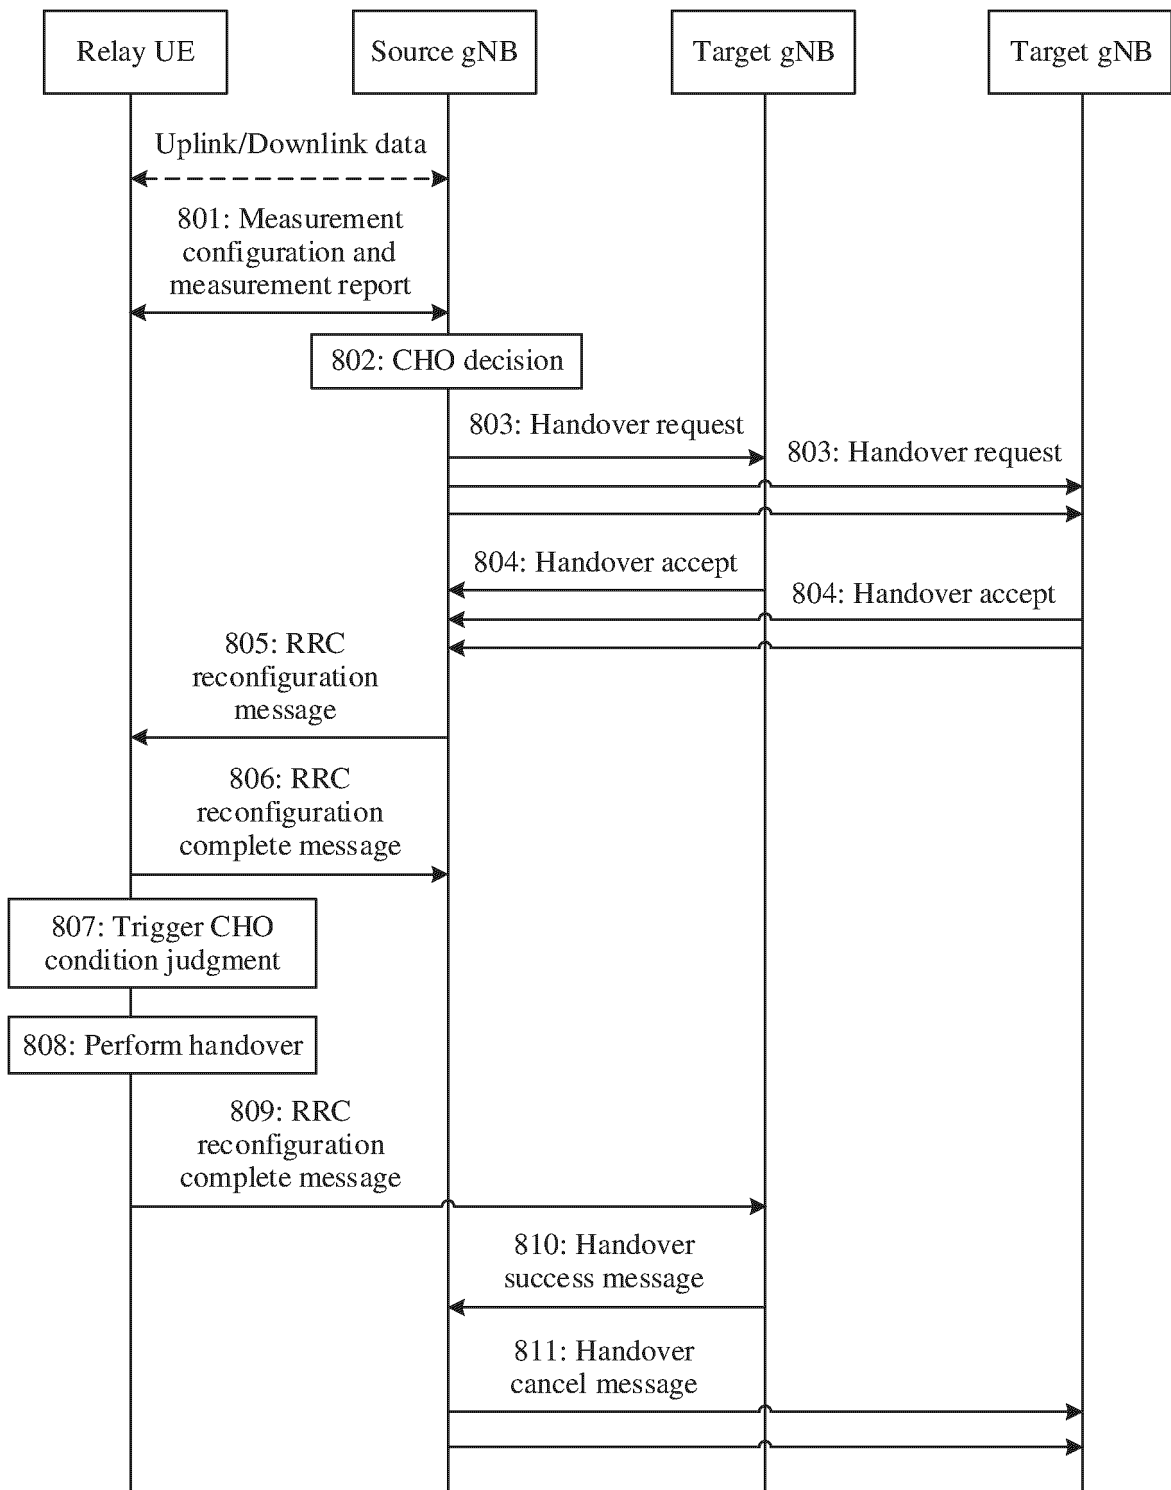 Relay UE
Source gNB
Target gNB
Target gNB
Uplink/Downlink data
801: Measurement
configuration and
measurement report
802: CHO decision
803: Handover request
803: Handover request
804: Handover accept
804: Handover accept
805: RRC
reconfiguration
message
806: RRC
reconfiguration
complete message
807: Trigger CHO
condition judgment
808: Perform handover
809: RRC
reconfiguration
complete message
810: Handover
success message
811: Handover
cancel message